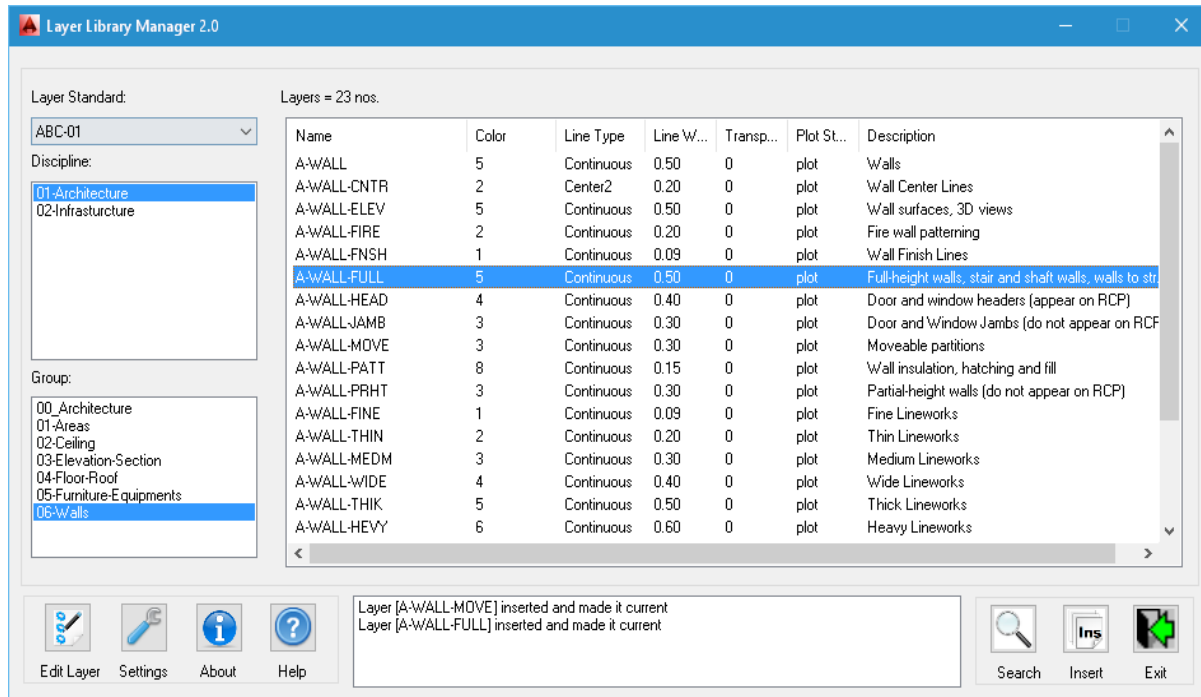 Layer Library Manager 2.0
Layer Standard:
ABC-01
Discipline:
01-Architecture
02-Infrasturcture
Group:
00_Architecture
01-Areas
02-Ceiling
03-Elevation-Section
04-Floor-Roof
05-Furniture-Equipments
06-Walls
Layers = 23 nos.
Name Color Line Type Line W... Transp... Plot St... Description
A-WALL 5 Continuous 0.50 0 plot Walls
A-WALL-CNTR 2 Center2 0.20 0 plot Wall Center Lines
A-WALL-ELEV 5 Continuous 0.50 0 plot Wall surfaces, 3D views
A-WALL-FIRE 2 Continuous 0.20 0 plot Fire wall patterning
A-WALL-FNSH 1 Continuous 0.09 0 plot Wall Finish Lines
A-WALL-FULL 5 Continuous 0.50 0 plot Full-height walls, stair and shaft walls, walls to str.
A-WALL-HEAD 4 Continuous 0.40 0 plot Door and window headers (appear on RCP)
A-WALL-JAMB 3 Continuous 0.30 0 plot Door and Window Jambs (do not appear on RCF
A-WALL-MOVE 3 Continuous 0.30 0 plot Moveable partitions
A-WALL-PATT 8 Continuous 0.15 0 plot Wall insulation, hatching and fill
A-WALL-PRHT 3 Continuous 0.30 0 plot Partial-height walls (do not appear on RCP)
A-WALL-FINE 1 Continuous 0.09 0 plot Fine Lineworks
A-WALL-THIN 2 Continuous 0.20 0 plot Thin Lineworks
A-WALL-MEDM 3 Continuous 0.30 0 plot Medium Lineworks
A-WALL-WIDE 4 Continuous 0.40 0 plot Wide Lineworks
A-WALL-THIK 5 Continuous 0.50 0 plot Thick Lineworks
A-WALL-HEVY 6 Continuous 0.60 0 plot Heavy Lineworks
Edit Layer Settings About Help
Layer [A-WALL-MOVE] inserted and made it current
Layer [A-WALL-FULL] inserted and made it current
Ins
Search Insert Exit